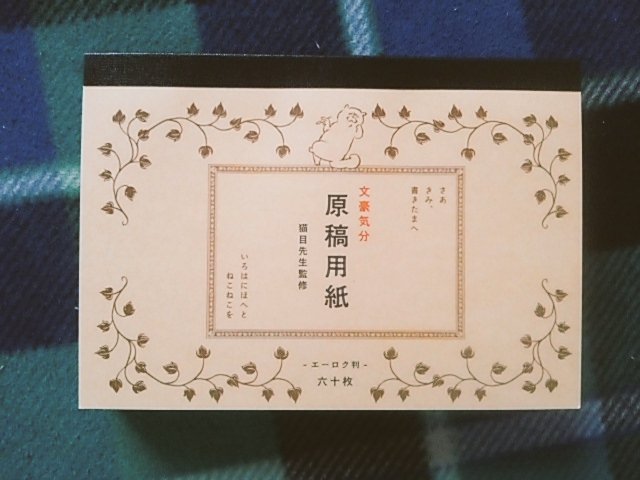 さあ
きみ、
書きたまへ
文豪気分
原稿用紙
猫目先生監修
いろはにほへと
ねこねこを
- エーロク判 -
六十枚